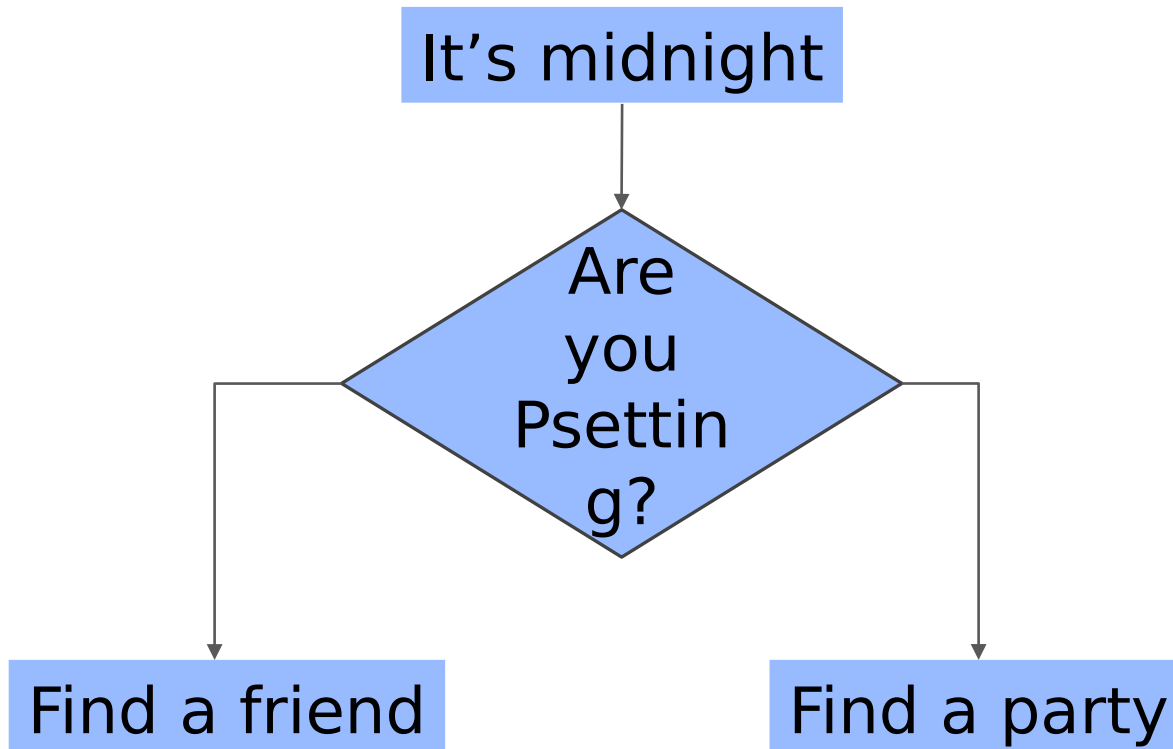 It’s midnight
Are
you
Psettin
g?
Find a friend
Find a party